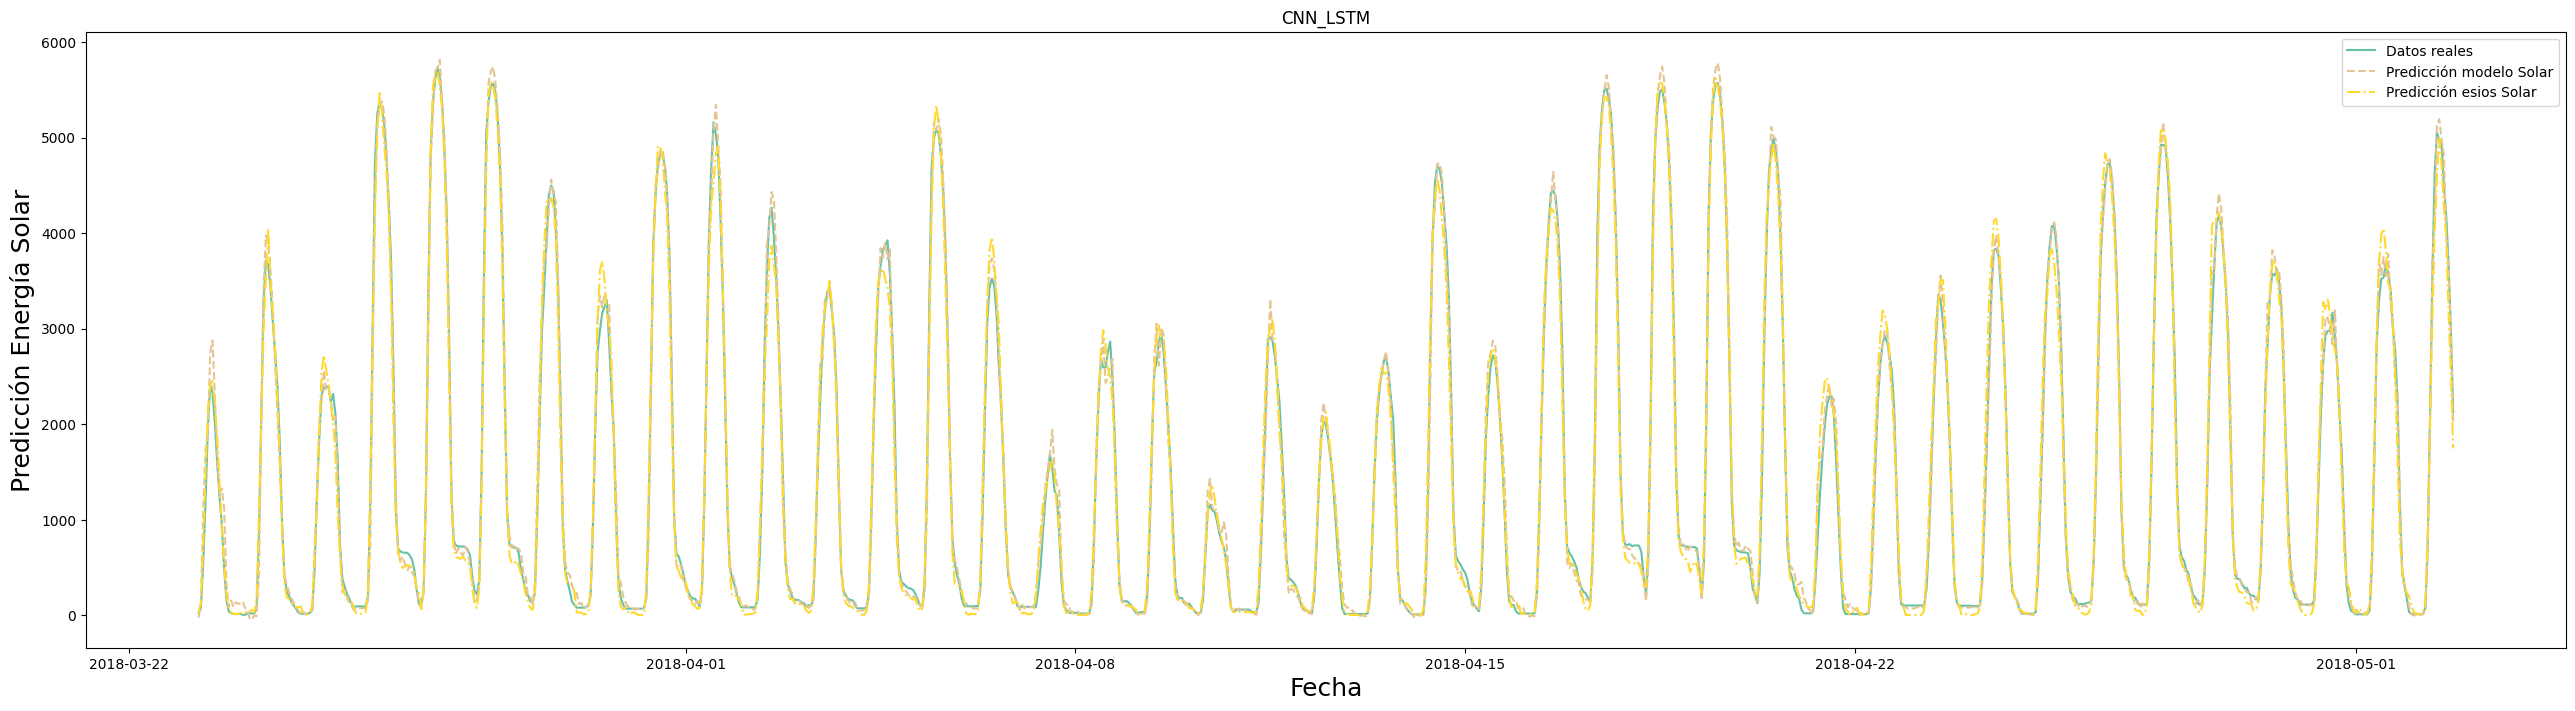 CNN_LSTM
Datos reales
Predicción modelo Solar
Predicción esios Solar
Predicción Energía Solar
6000
5000
4000
3000
2000
1000
0
2018-03-22
2018-04-01
2018-04-08
2018-04-15
2018-04-22
2018-05-01
Fecha